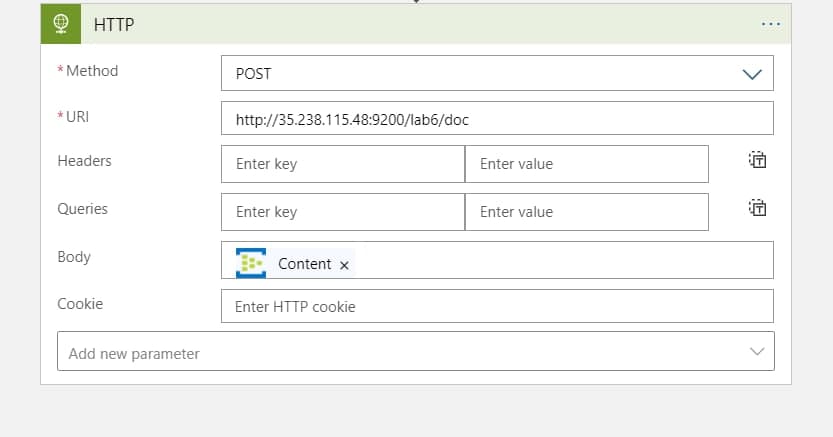 HTTP
...
*Method
POST
*URI
http://35.238.115.48:9200/lab6/doc
Headers
Enter key
Enter value
Queries
Enter key
Enter value
Body
Content ×
Cookie
Enter HTTP cookie
Add new parameter